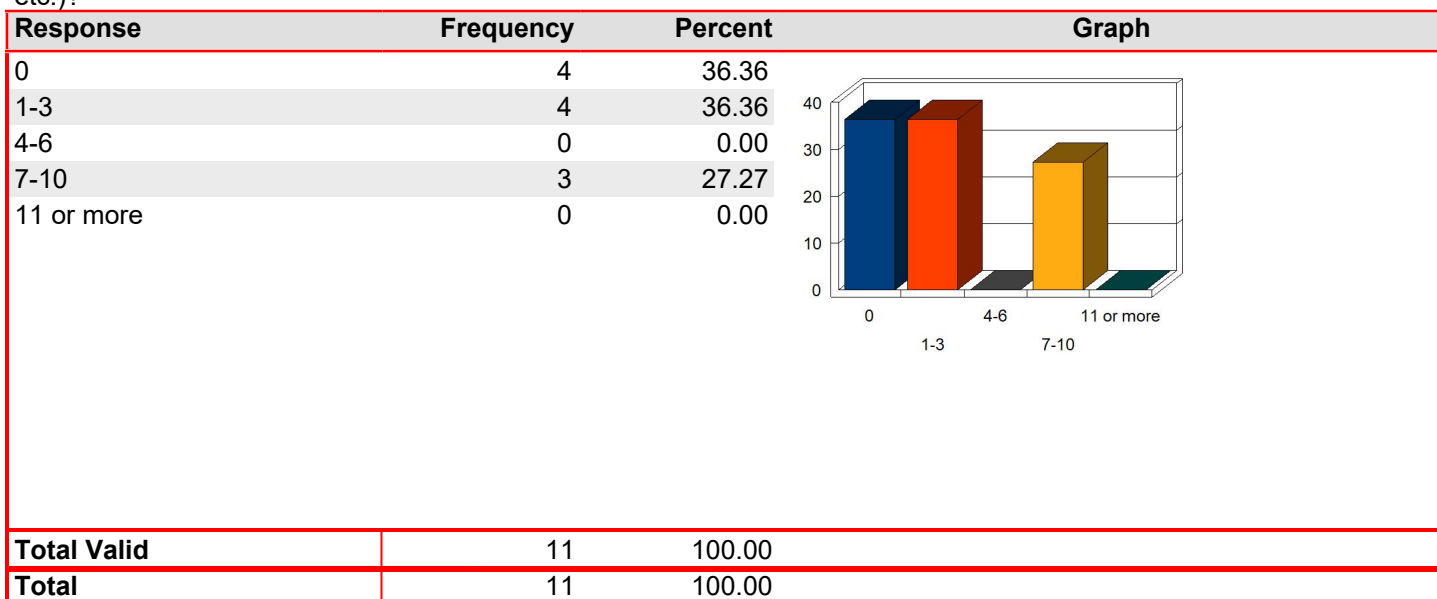 etc.)?
Response Frequency Percent Graph
0 4 36.36
1-3 4 36.36
4-6 0 0.00
7-10 3 27.27
11 or more 0 0.00
40
30
20
10
0
0 4-6 11 or more
1-3 7-10
Total Valid 11 100.00
Total 11 100.00